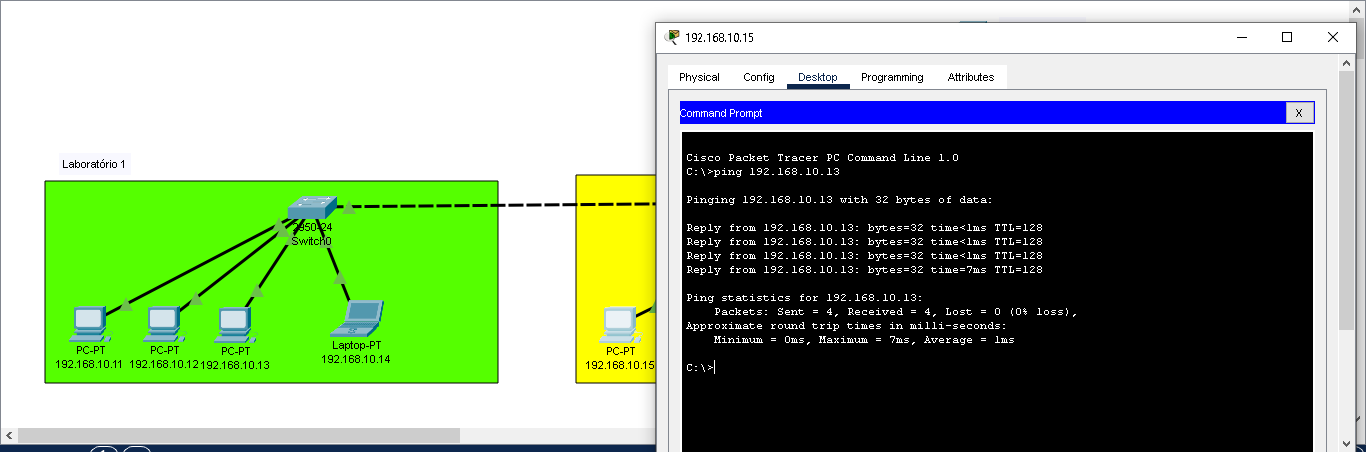 192.168.10.15
Physical Config Desktop Programming Attributes
Command Prompt X
Cisco Packet Tracer PC Command Line 1.0
C:\>ping 192.168.10.13
Pinging 192.168.10.13 with 32 bytes of data:
Reply from 192.168.10.13: bytes=32 time<1ms TTL=128
Reply from 192.168.10.13: bytes=32 time<1ms TTL=128
Reply from 192.168.10.13: bytes=32 time<1ms TTL=128
Reply from 192.168.10.13: bytes=32 time=7ms TTL=128
Ping statistics for 192.168.10.13:
Packets: Sent = 4, Received = 4, Lost = 0 (0% loss),
Approximate round trip times in milli-seconds:
Minimum = 0ms, Maximum = 7ms, Average = 1ms
C:\>
Laboratório 1
2950-24
Switch0
PC-PT
192.168.10.11
PC-PT
192.168.10.12
PC-PT
192.168.10.13
Laptop-PT
192.168.10.14
PC-PT
192.168.10.15